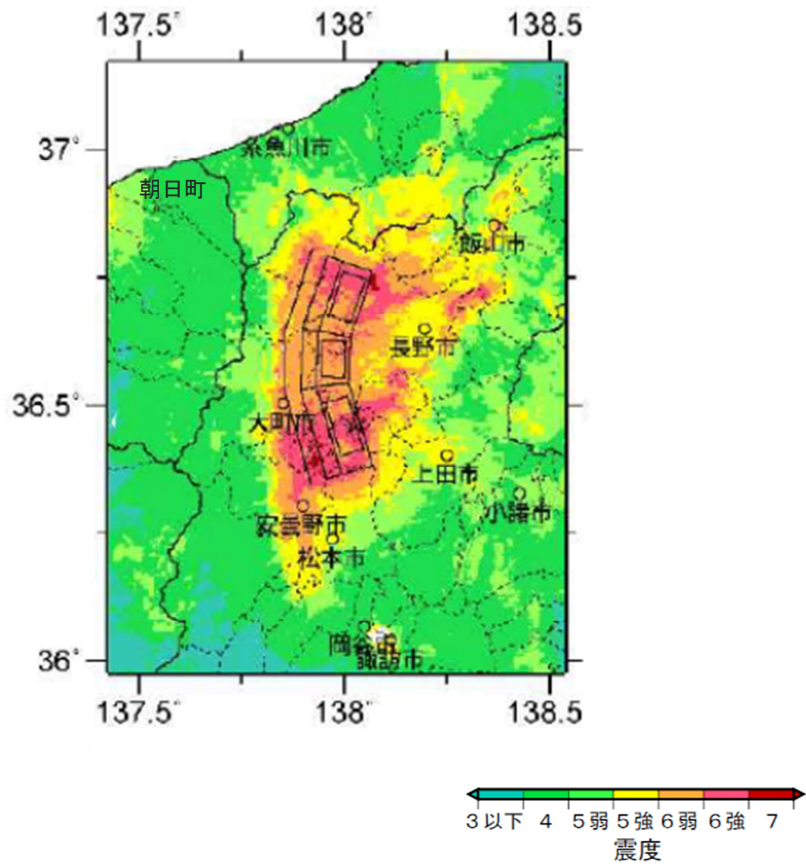 137.5° 138° 138.5°
37°
糸魚川市
朝日町
飯山市
長野市
36.5°
大町市
上田市
小諸市
安曇野市
松本市
岡谷市
諏訪市
36°
137.5° 138° 138.5°
3以下 4 5弱 5強 6弱 6強 7
震度